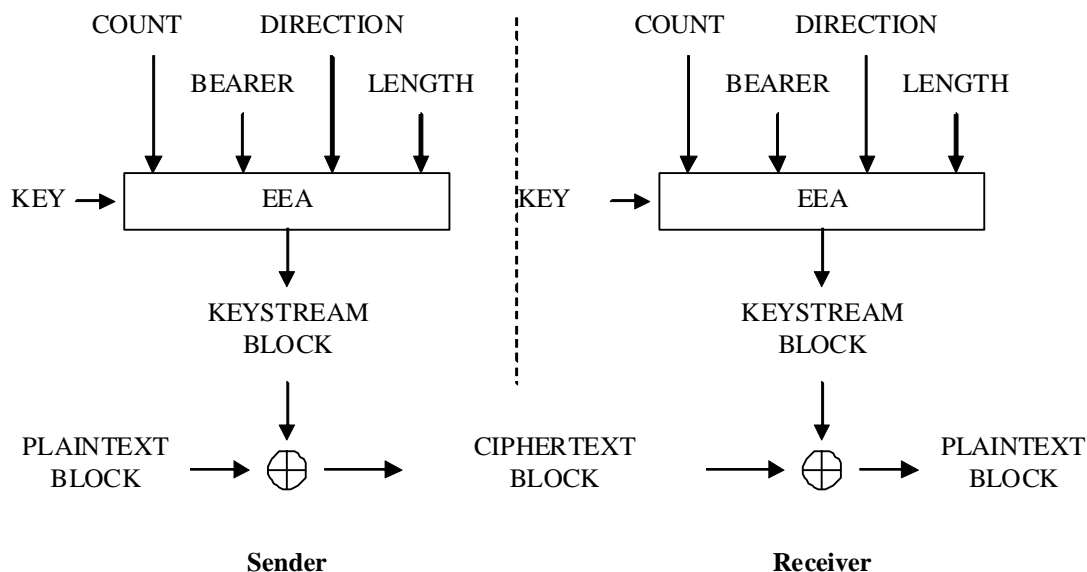 COUNT DIRECTION
BEARER LENGTH
KEY
EEA
KEYSTREAM
BLOCK
PLAINTEXT
BLOCK
Sender
COUNT DIRECTION
BEARER LENGTH
KEY
EEA
KEYSTREAM
BLOCK
CIPHERTEXT
BLOCK
PLAINTEXT
BLOCK
Receiver